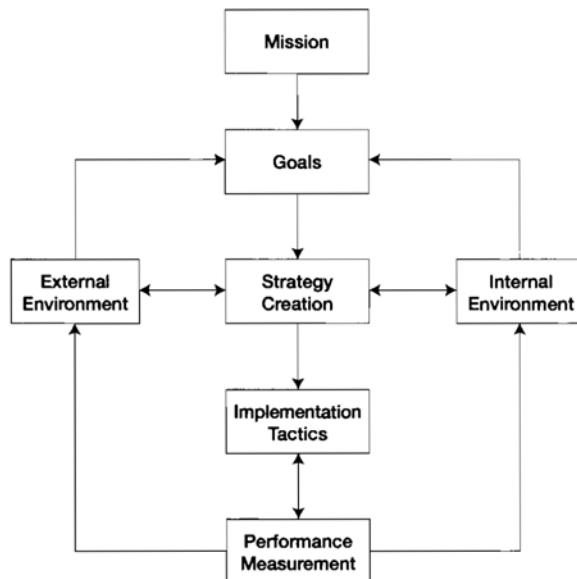 Mission
Goals
External
Environment
Strategy
Creation
Internal
Environment
Implementation
Tactics
Performance
Measurement